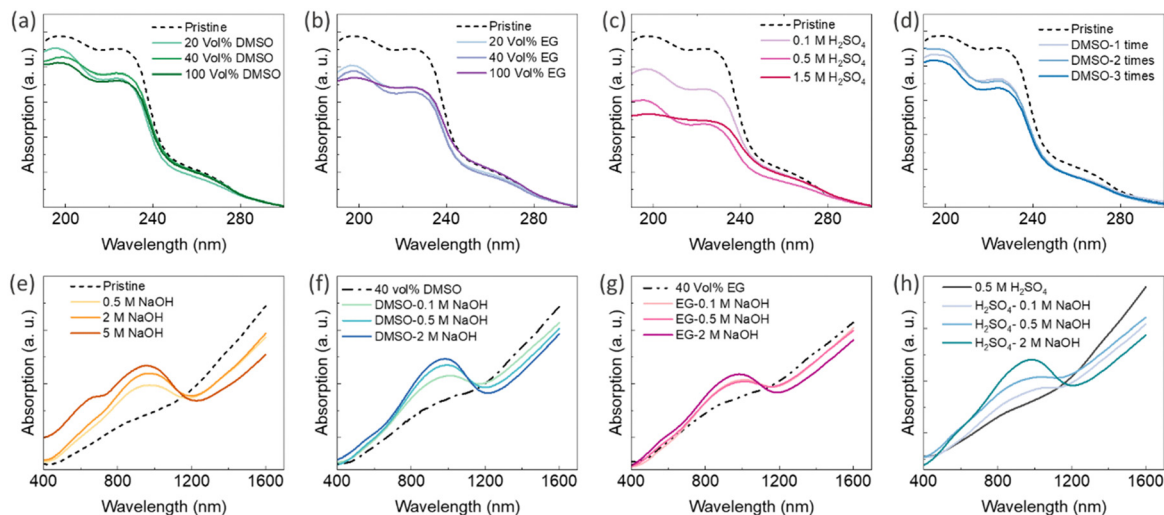 (a)
Pristine
20 Vol% DMSO
40 Vol% DMSO
100 Vol% DMSO
Absorption (a. u.)
200 240 280
Wavelength (nm)
(b)
Pristine
20 Vol% EG
40 Vol% EG
100 Vol% EG
Absorption (a. u.)
200 240 280
Wavelength (nm)
(c)
Pristine
0.1 M H₂SO₄
0.5 M H₂SO₄
1.5 M H₂SO₄
Absorption (a. u.)
200 240 280
Wavelength (nm)
(d)
Pristine
DMSO-1 time
DMSO-2 times
DMSO-3 times
Absorption (a. u.)
200 240 280
Wavelength (nm)
(e)
Pristine
0.5 M NaOH
2 M NaOH
5 M NaOH
Absorption (a. u.)
400 800 1200 1600
Wavelength (nm)
(f)
40 vol% DMSO
DMSO-0.1 M NaOH
DMSO-0.5 M NaOH
DMSO-2 M NaOH
Absorption (a. u.)
400 800 1200 1600
Wavelength (nm)
(g)
40 Vol% EG
EG-0.1 M NaOH
EG-0.5 M NaOH
EG-2 M NaOH
Absorption (a. u.)
400 800 1200 1600
Wavelength (nm)
(h)
0.5 M H₂SO₄
H₂SO₄- 0.1 M NaOH
H₂SO₄- 0.5 M NaOH
H₂SO₄- 2 M NaOH
Absorption (a. u.)
400 800 1200 1600
Wavelength (nm)